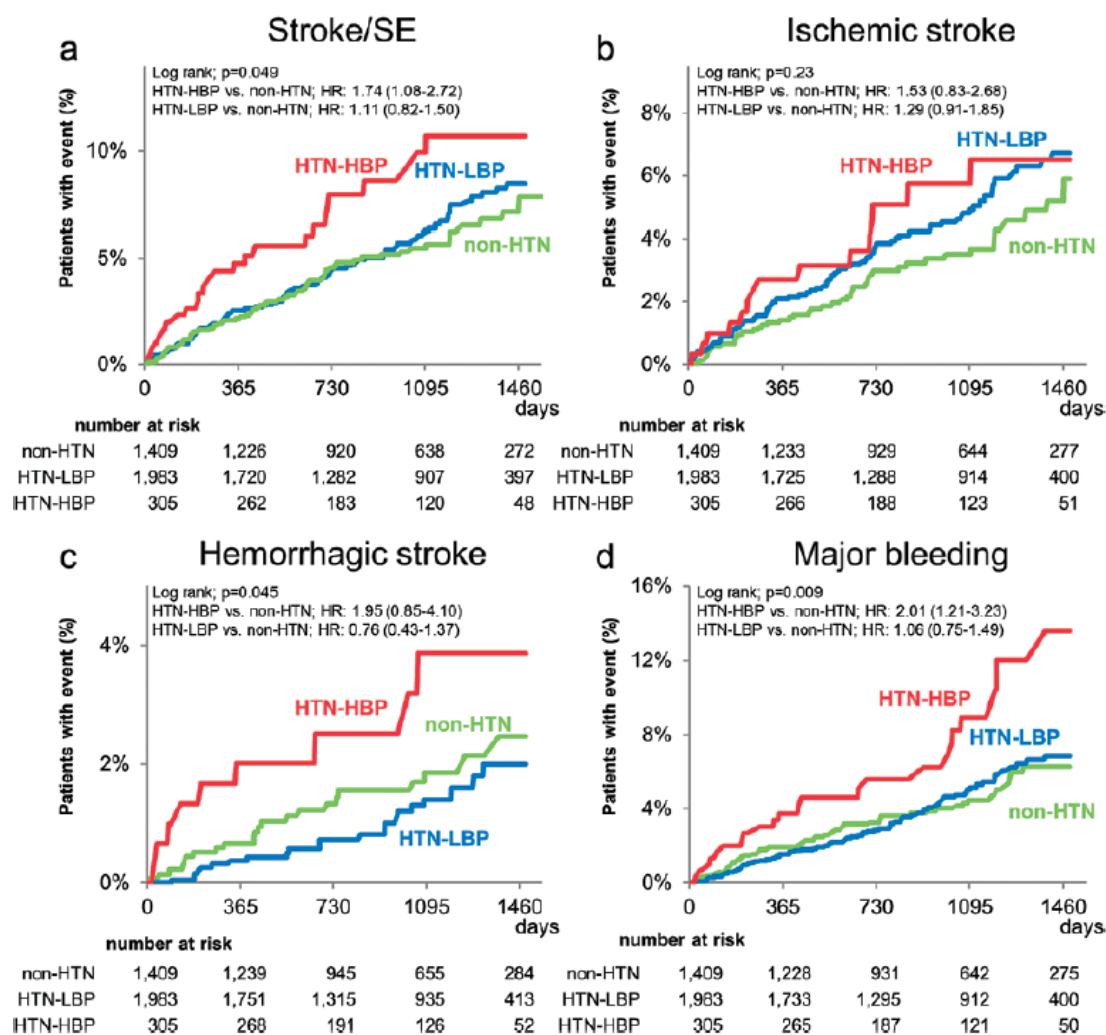 a
Stroke/SE
Log rank; p=0.049
HTN-HBP vs. non-HTN; HR: 1.74 (1.08-2.72)
HTN-LBP vs. non-HTN; HR: 1.11 (0.82-1.50)
Patients with event (%)
10%
5%
0%
HTN-HBP
HTN-LBP
non-HTN
0 365 730 1095 1460
days
number at risk
non-HTN 1,409 1,226 920 638 272
HTN-LBP 1,983 1,720 1,282 907 397
HTN-HBP 305 262 183 120 48
b
Ischemic stroke
Log rank; p=0.23
HTN-HBP vs. non-HTN; HR: 1.53 (0.83-2.68)
HTN-LBP vs. non-HTN; HR: 1.29 (0.91-1.85)
Patients with event (%)
8%
6%
4%
2%
0%
HTN-LBP
HTN-HBP
non-HTN
0 365 730 1095 1460
days
number at risk
non-HTN 1,409 1,233 929 644 277
HTN-LBP 1,983 1,725 1,288 914 400
HTN-HBP 305 266 188 123 51
c
Hemorrhagic stroke
Log rank; p=0.045
HTN-HBP vs. non-HTN; HR: 1.95 (0.85-4.10)
HTN-LBP vs. non-HTN; HR: 0.76 (0.43-1.37)
Patients with event (%)
4%
2%
0%
HTN-HBP
non-HTN
HTN-LBP
0 365 730 1095 1460
days
number at risk
non-HTN 1,409 1,239 945 655 284
HTN-LBP 1,983 1,751 1,315 935 413
HTN-HBP 305 268 191 126 52
d
Major bleeding
Log rank; p=0.009
HTN-HBP vs. non-HTN; HR: 2.01 (1.21-3.23)
HTN-LBP vs. non-HTN; HR: 1.06 (0.75-1.49)
Patients with event (%)
16%
12%
8%
4%
0%
HTN-HBP
HTN-LBP
non-HTN
0 365 730 1095 1460
days
number at risk
non-HTN 1,409 1,228 931 642 275
HTN-LBP 1,983 1,733 1,295 912 400
HTN-HBP 305 265 187 121 50